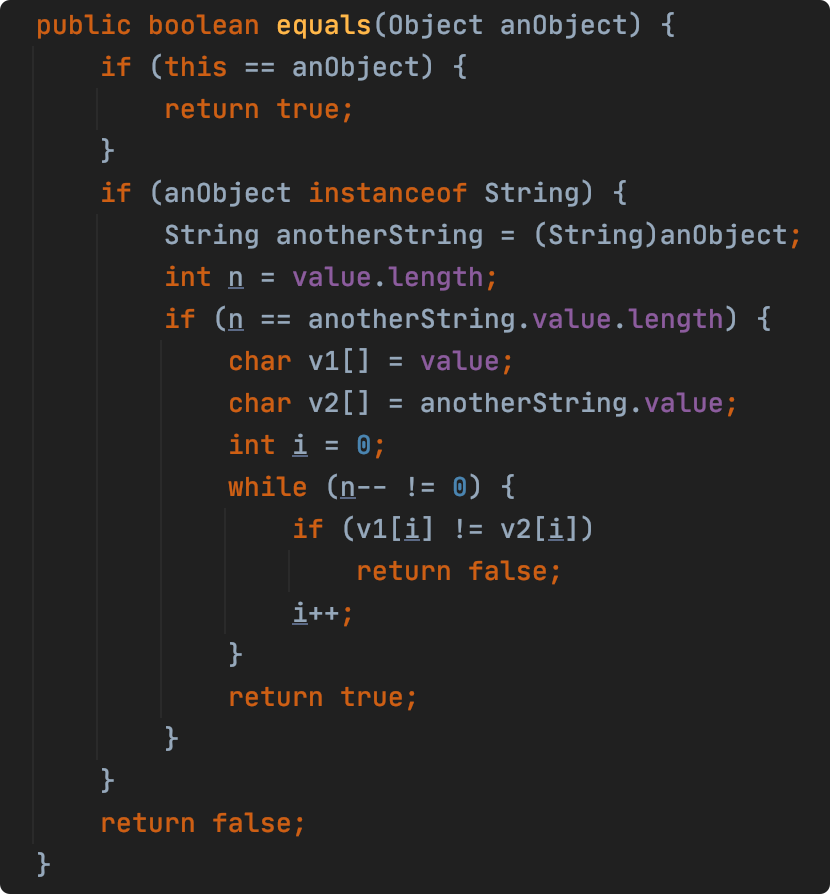 public boolean equals(Object anObject) {
    if (this == anObject) {
        return true;
    }
    if (anObject instanceof String) {
        String anotherString = (String)anObject;
        int n = value.length;
        if (n == anotherString.value.length) {
            char v1[] = value;
            char v2[] = anotherString.value;
            int i = 0;
            while (n-- != 0) {
                if (v1[i] != v2[i])
                    return false;
                i++;
            }
            return true;
        }
    }
    return false;
}